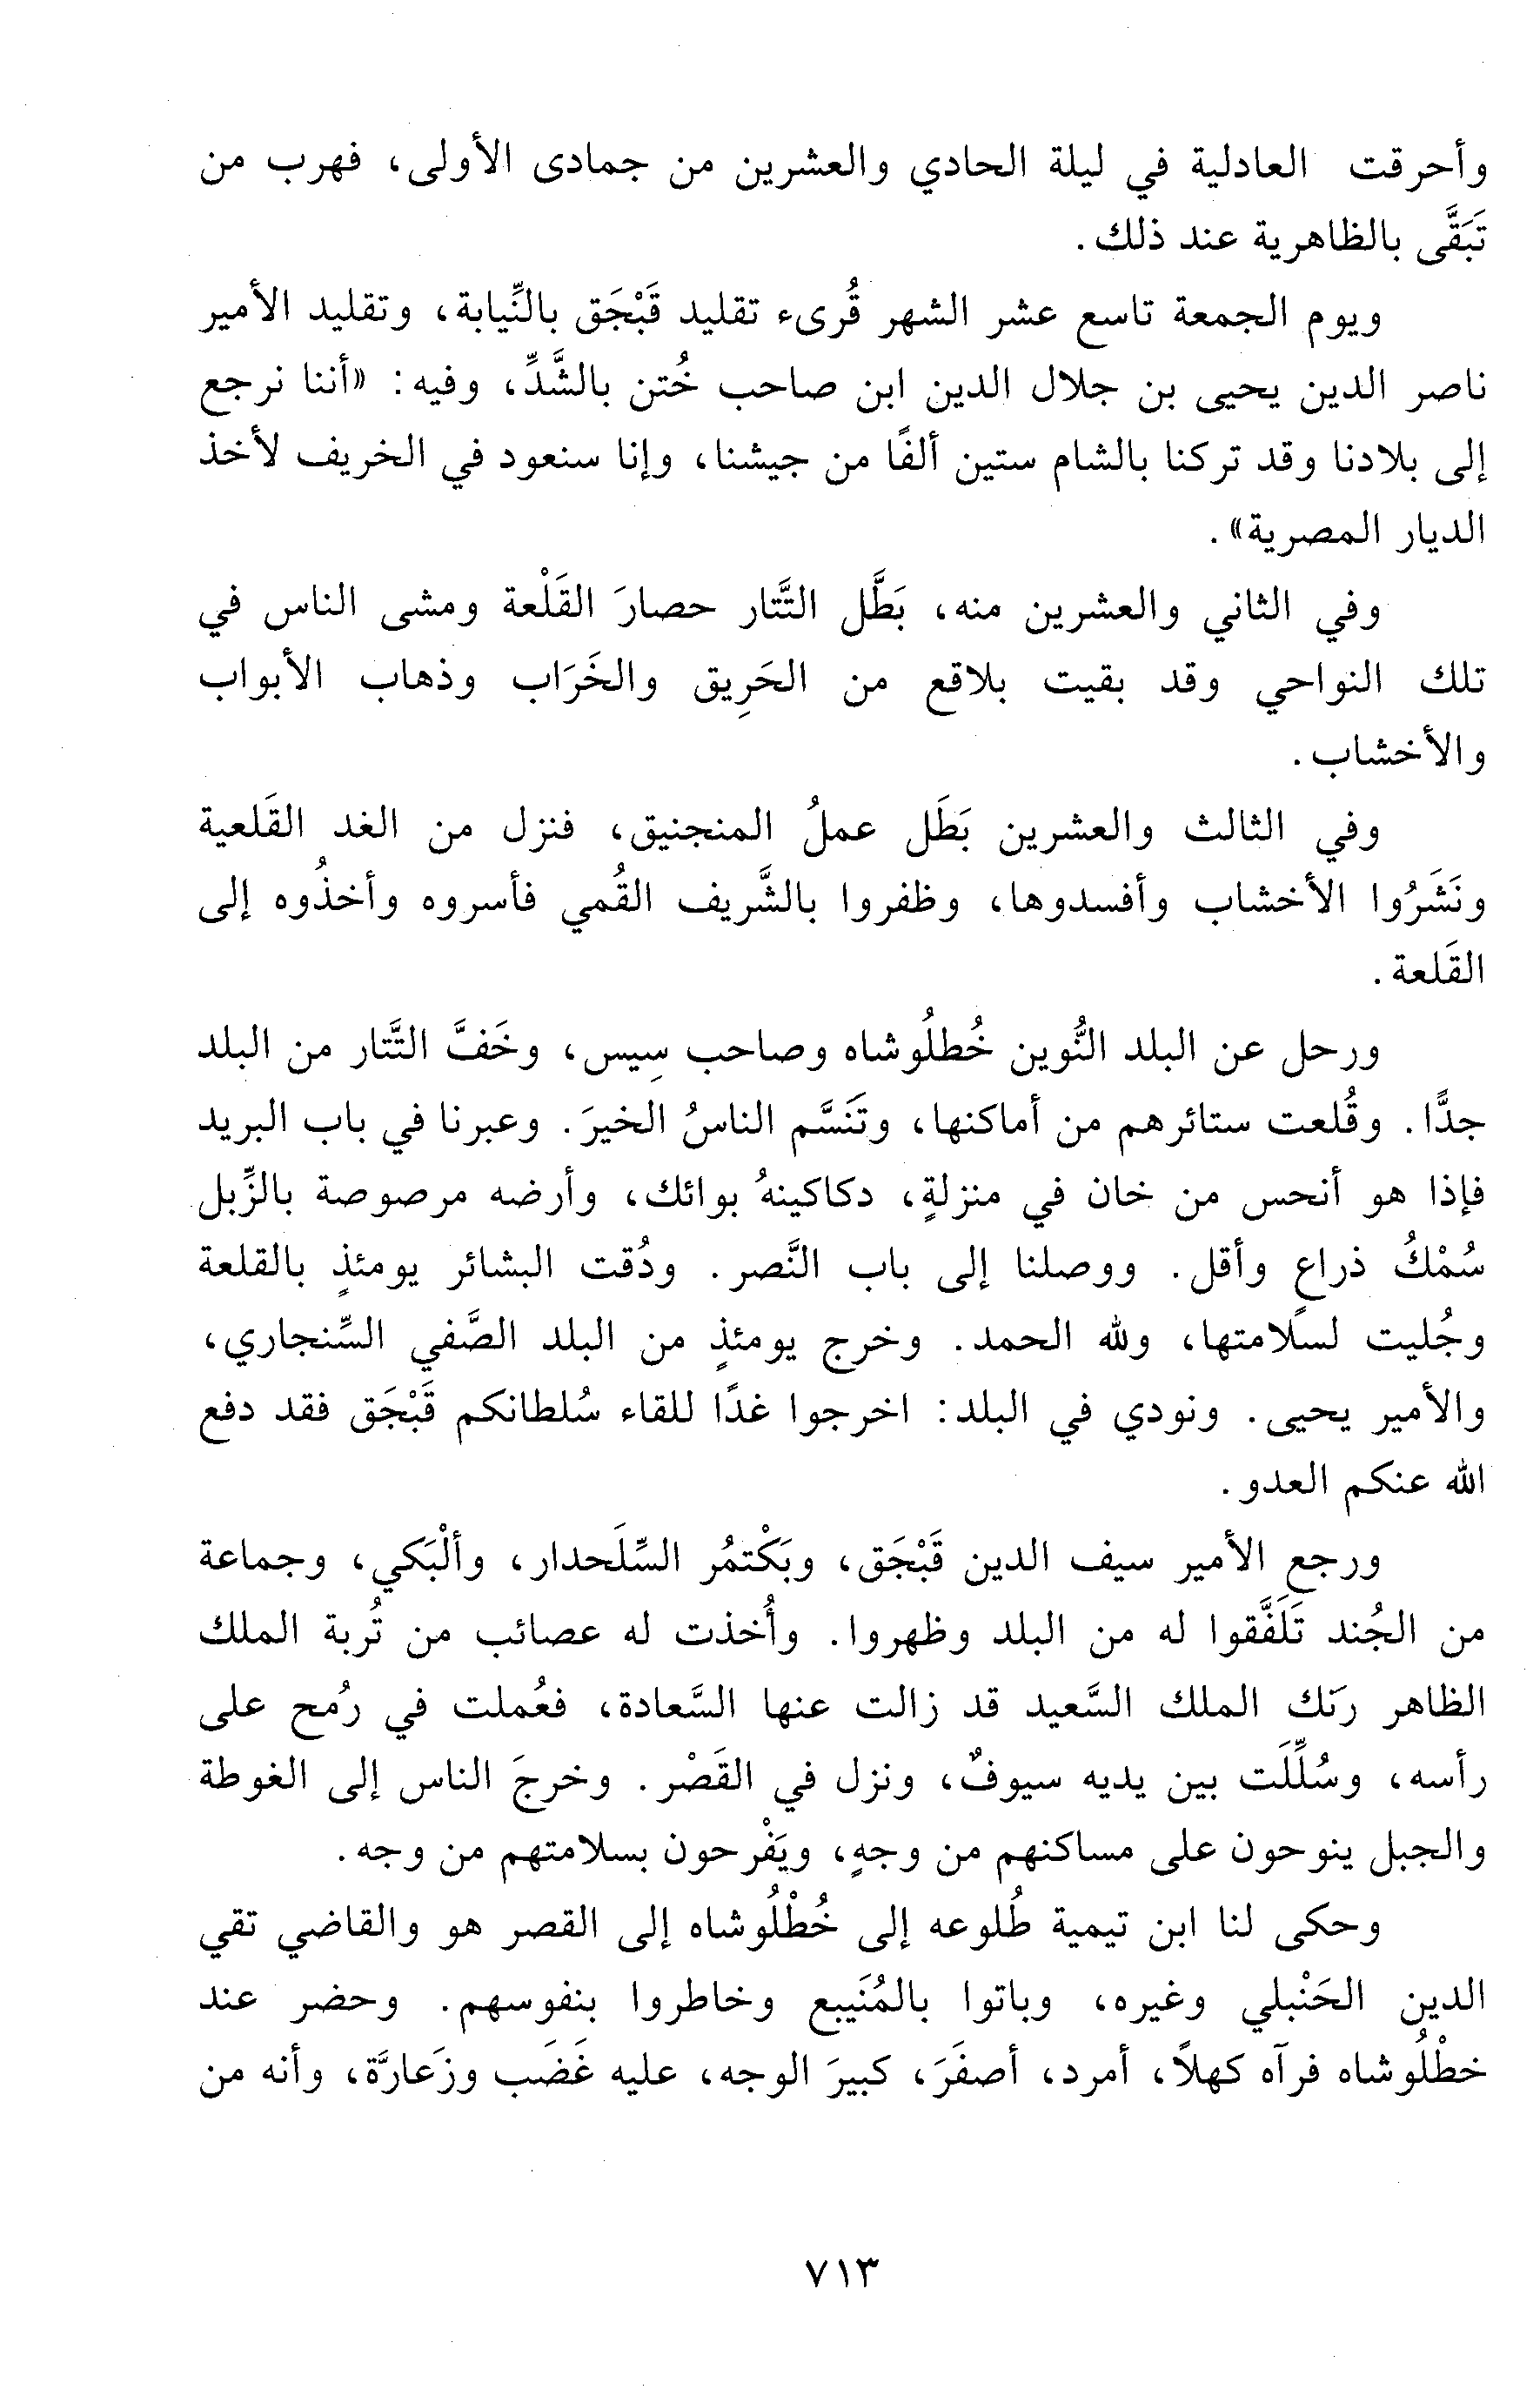 وأحرقت العادلية في ليلة الحادي والعشرين من جمادى الأولى، فهرب من
تَبَقَّى بالظاهرية عند ذلك.
ويوم الجمعة تاسع عشر الشهر قُرىء تقليد قَبْجَق بالنِّيابة، وتقليد الأمير
ناصر الدين يحيى بن جلال الدين ابن صاحب خُتن بالشَّدِّ، وفيه: «أننا نرجع
إلى بلادنا وقد تركنا بالشام ستين ألفًا من جيشنا، وإنا سنعود في الخريف لأخذ
الديار المصرية».
وفي الثاني والعشرين منه، بَطَّل التَّتار حصارَ القَلْعة ومشى الناس في
تلك النواحي وقد بقيت بلاقع من الحَرِيق والخَرَاب وذهاب الأبواب
والأخشاب.
وفي الثالث والعشرين بَطَل عملُ المنجنيق، فنزل من الغد القَلعية
ونَشَرُوا الأخشاب وأفسدوها، وظفروا بالشَّريف القُمي فأسروه وأخذُوه إلى
القَلعة.
ورحل عن البلد النُّوين خُطلُوشاه وصاحب سِيس، وخَفَّ التَّتار من البلد
جدًّا. وقُلعت ستائرهم من أماكنها، وتَنَسَّم الناسُ الخيرَ. وعبرنا في باب البريد
فإذا هو أنحس من خان في منزلةٍ، دكاكينهُ بوائك، وأرضه مرصوصة بالزِّبل
سُمْكُ ذراعٍ وأقل. ووصلنا إلى باب النَّصر. ودُقت البشائر يومئذٍ بالقلعة
وجُليت لسلامتها، ولله الحمد. وخرج يومئذٍ من البلد الصَّفي السِّنجاري،
والأمير يحيى. ونودي في البلد: اخرجوا غدًا للقاء سُلطانكم قَبْجَق فقد دفع
الله عنكم العدو.
ورجع الأمير سيف الدين قَبْجَق، وبَكْتمُر السِّلَحدار، وألْبَكي، وجماعة
من الجُند تَلَفَّقوا له من البلد وظهروا. وأُخذت له عصائب من تُربة الملك
الظاهر رَنك الملك السَّعيد قد زالت عنها السَّعادة، فعُملت في رُمح على
رأسه، وسُلِّلَت بين يديه سيوفٌ، ونزل في القَصْر. وخرجَ الناس إلى الغوطة
والجبل ينوحون على مساكنهم من وجهٍ، ويَفْرحون بسلامتهم من وجه.
وحكى لنا ابن تيمية طُلوعه إلى خُطْلُوشاه إلى القصر هو والقاضي تقي
الدين الحَنْبلي وغيره، وباتوا بالمُنَيبع وخاطروا بنفوسهم. وحضر عند
خطْلُوشاه فرآه كهلاً، أمرد، أصفَرَ، كبيرَ الوجه، عليه غَضَب وزَعارَّة، وأنه من
٧١٣